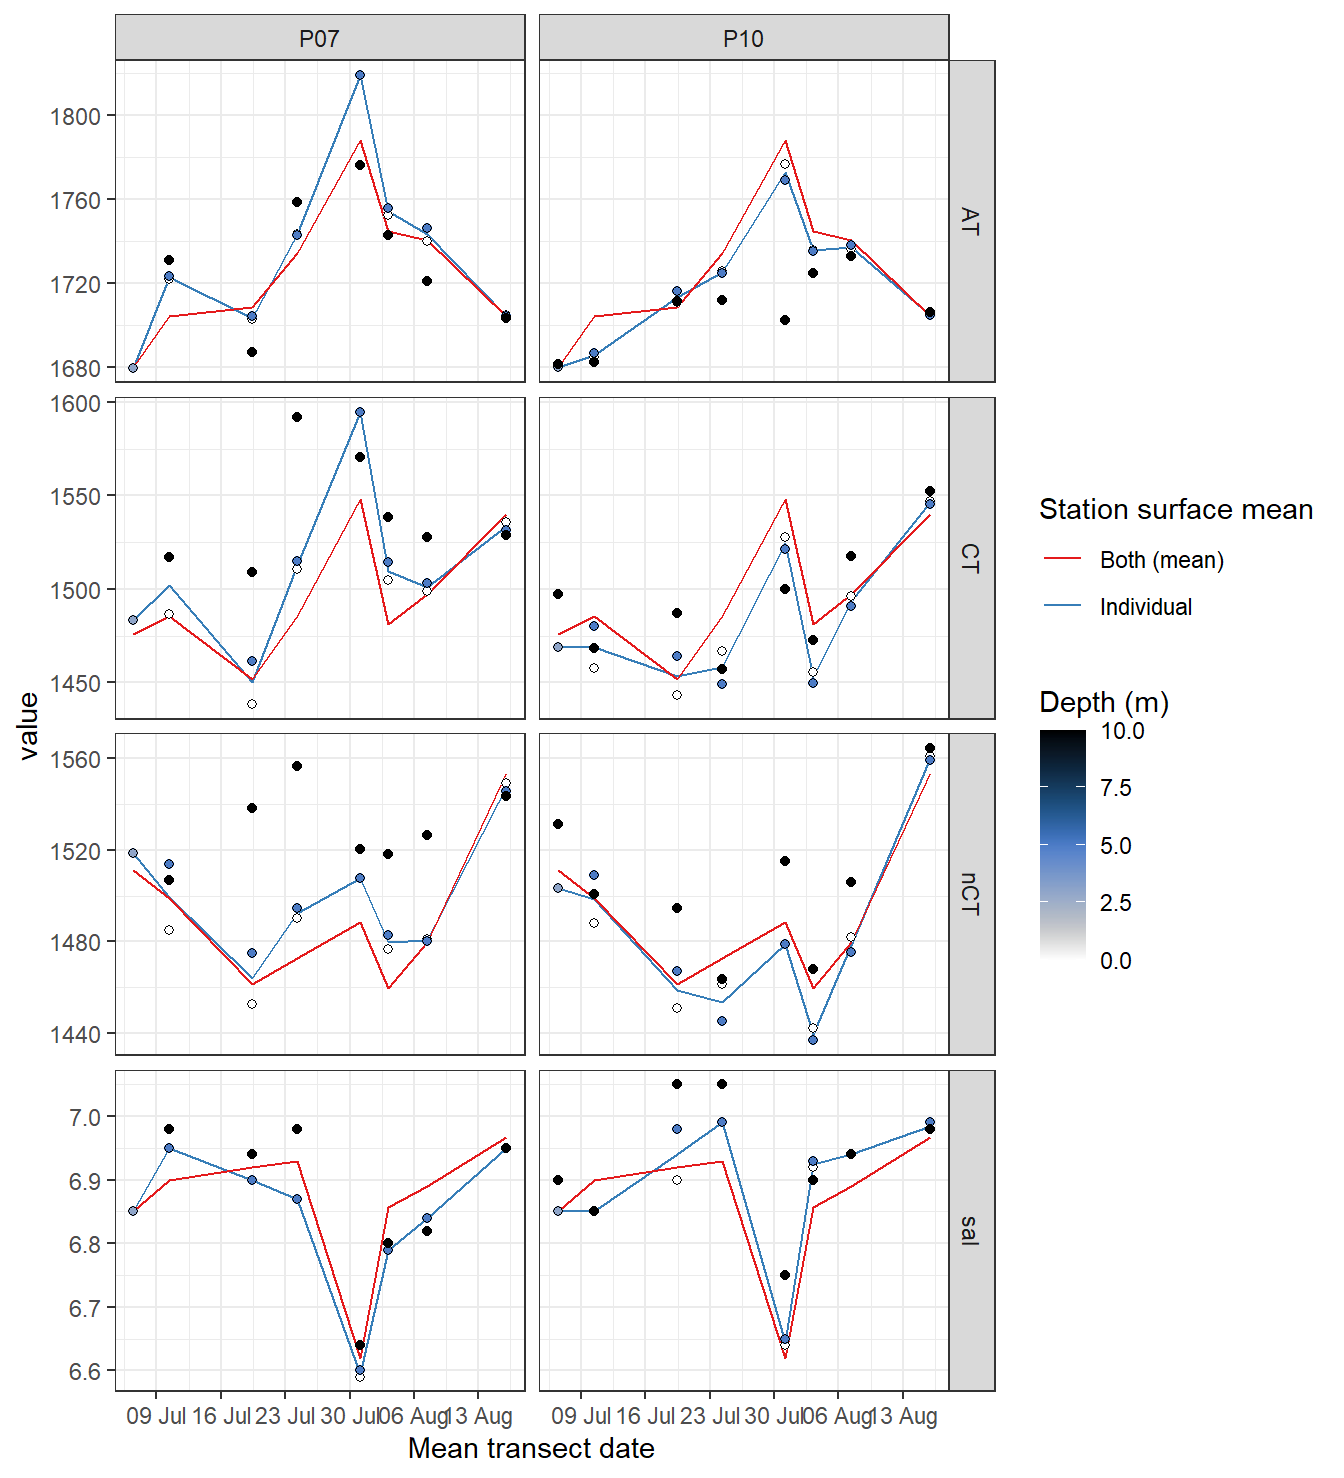 P07 P10
1800
1760
1720
1680
AT
1600
1550
1500
1450
CT
1560
1520
1480
1440
nCT
7.0
6.9
6.8
6.7
6.6
sal
value
09 Jul 16 Jul 23 Jul 30 Jul 06 Aug 13 Aug
09 Jul 16 Jul 23 Jul 30 Jul 06 Aug 13 Aug
Mean transect date
Station surface mean
Both (mean)
Individual
Depth (m)
10.0
7.5
5.0
2.5
0.0